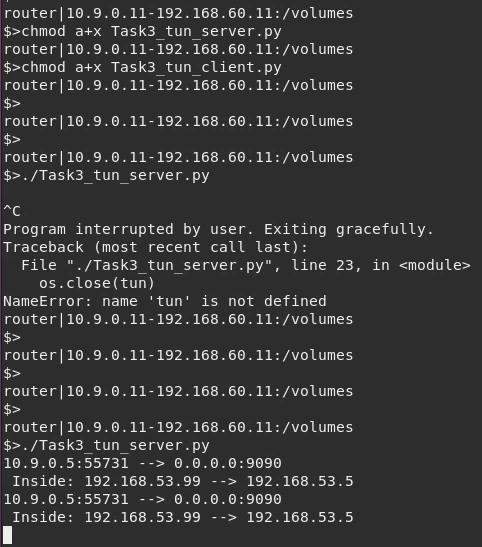 router|10.9.0.11-192.168.60.11:/volumes
$>chmod a+x Task3_tun_server.py
router|10.9.0.11-192.168.60.11:/volumes
$>chmod a+x Task3_tun_client.py
router|10.9.0.11-192.168.60.11:/volumes
$>
router|10.9.0.11-192.168.60.11:/volumes
$>
router|10.9.0.11-192.168.60.11:/volumes
$>./Task3_tun_server.py

^C
Program interrupted by user. Exiting gracefully.
Traceback (most recent call last):
  File "./Task3_tun_server.py", line 23, in <module>
    os.close(tun)
NameError: name 'tun' is not defined
router|10.9.0.11-192.168.60.11:/volumes
$>
router|10.9.0.11-192.168.60.11:/volumes
$>
router|10.9.0.11-192.168.60.11:/volumes
$>
router|10.9.0.11-192.168.60.11:/volumes
$>./Task3_tun_server.py
10.9.0.5:55731 --> 0.0.0.0:9090
 Inside: 192.168.53.99 --> 192.168.53.5
10.9.0.5:55731 --> 0.0.0.0:9090
 Inside: 192.168.53.99 --> 192.168.53.5